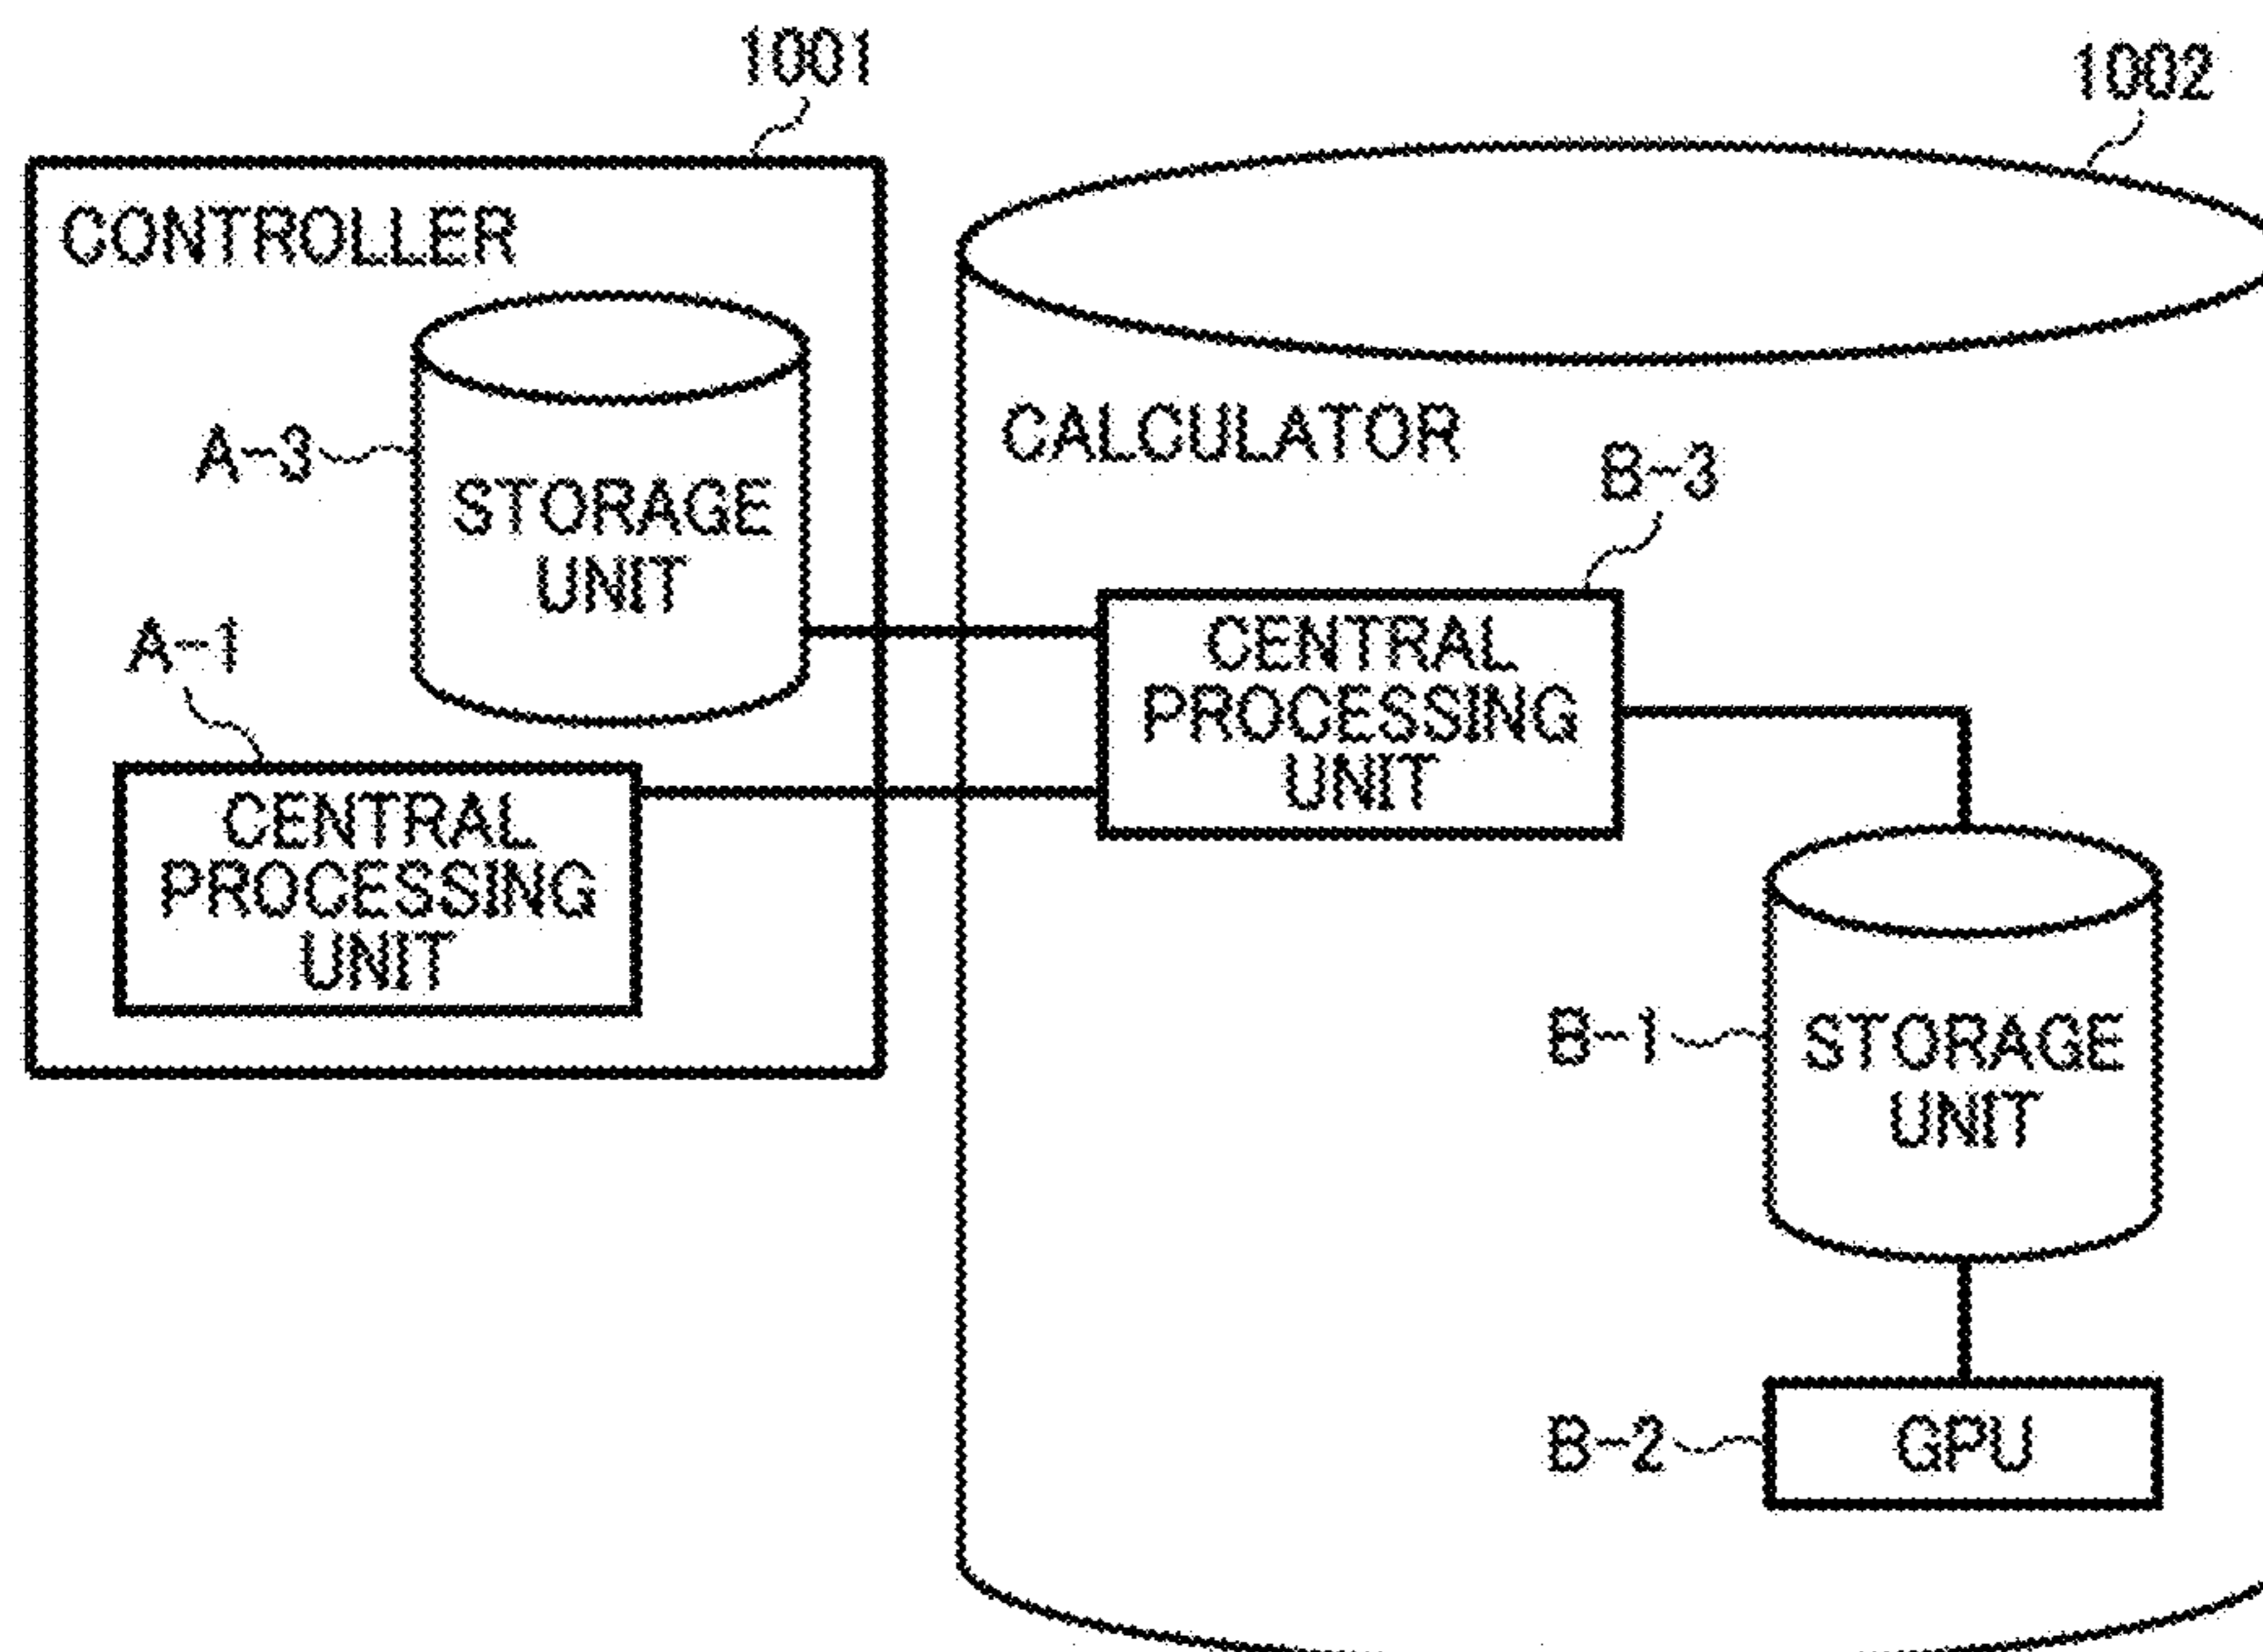 1001
1002
CONTROLLER
A-3
STORAGE
UNIT
A-1
CENTRAL
PROCESSING
UNIT
CALCULATOR
B-3
CENTRAL
PROCESSING
UNIT
B-1
STORAGE
UNIT
B-2
GPU